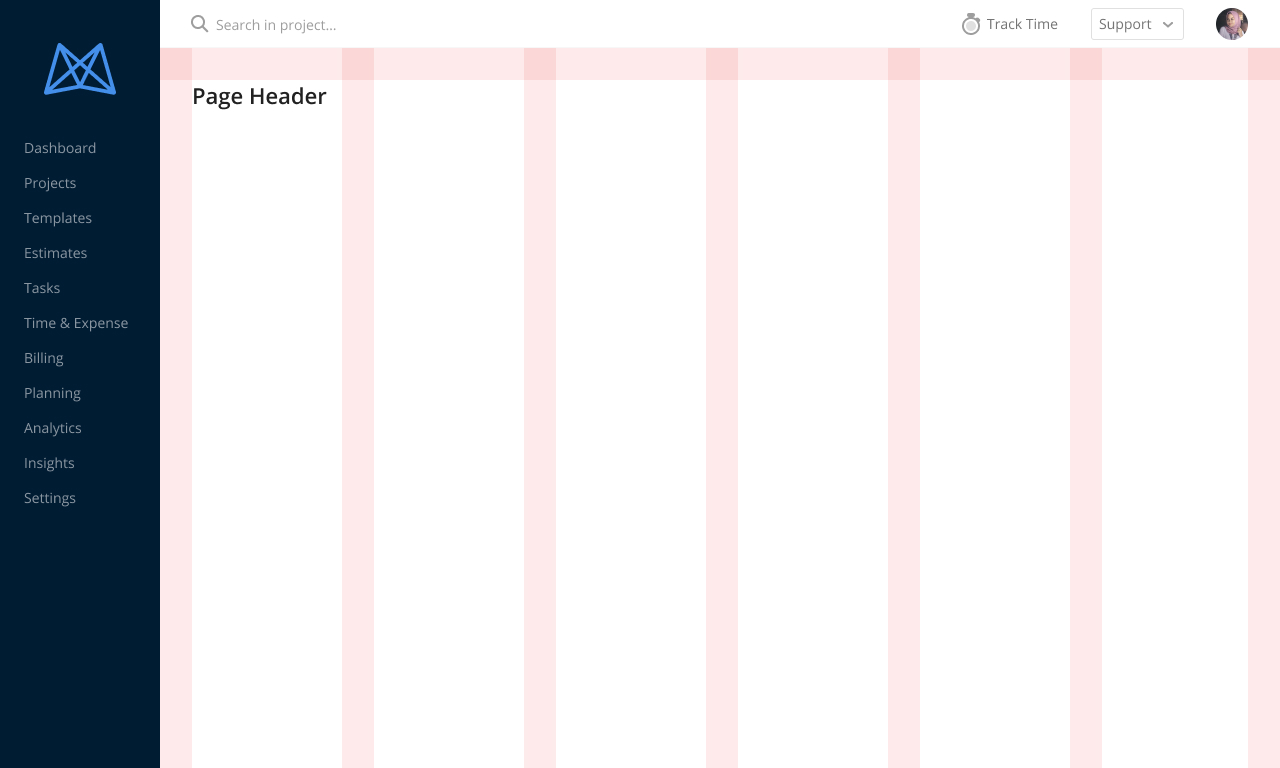 Search in project...
Track Time
Support
Page Header
Dashboard
Projects
Templates
Estimates
Tasks
Time & Expense
Billing
Planning
Analytics
Insights
Settings